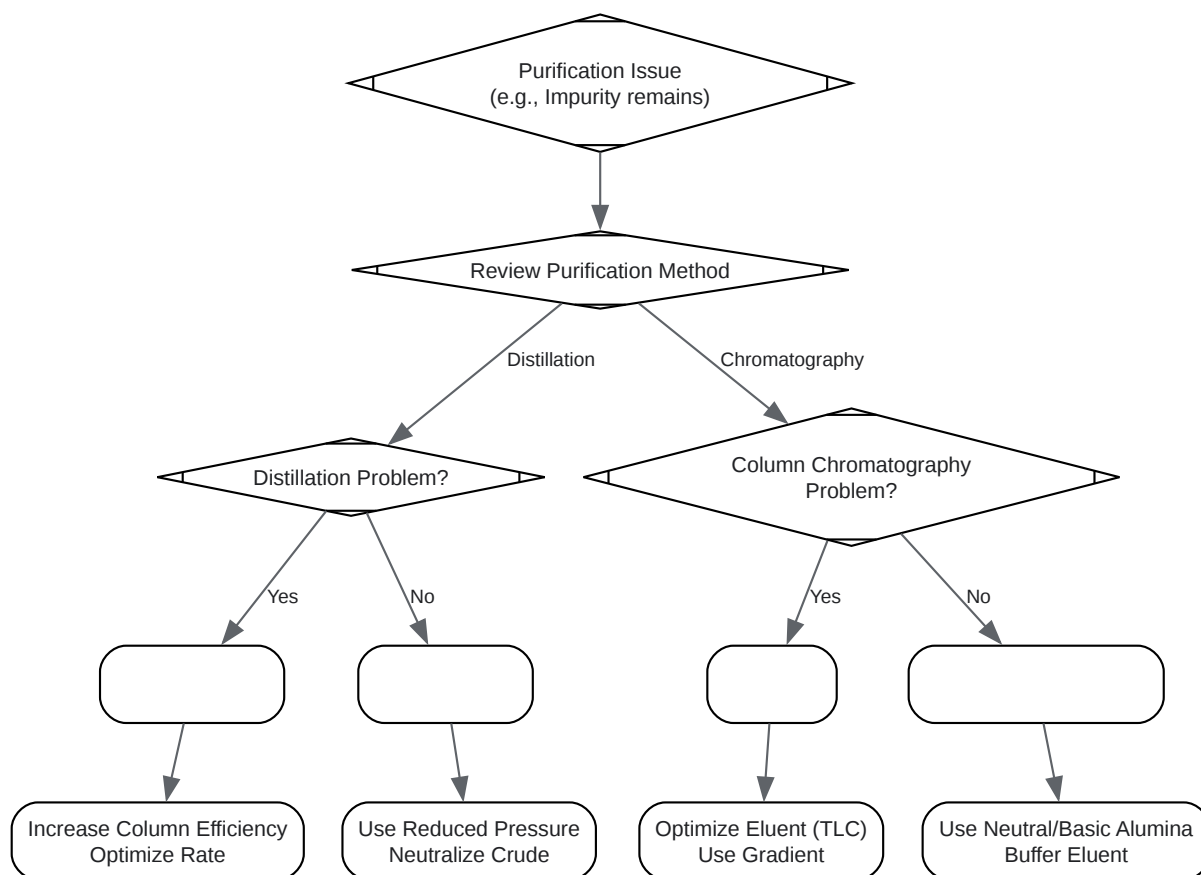 Purification Issue
(e.g., Impurity remains)
Review Purification Method
Distillation
Chromatography
Distillation Problem?
Column Chromatography
Problem?
Yes
No
Yes
No
Increase Column Efficiency
Optimize Rate
Use Reduced Pressure
Neutralize Crude
Optimize Eluent (TLC)
Use Gradient
Use Neutral/Basic Alumina
Buffer Eluent